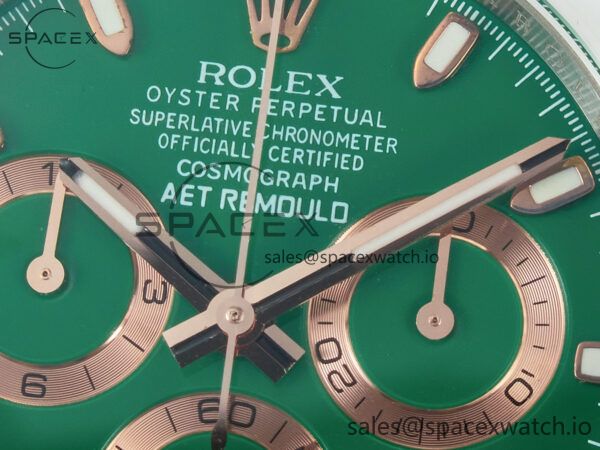 SPACEX
ROLEX
OYSTER PERPETUAL
SUPERLATIVE CHRONOMETER
OFFICIALLY CERTIFIED
COSMOGRAPH
AET REMOULD
SPACEX
sales@spacexwatch.io
1
3
9
20
10
60
sales@spacexwatch.io